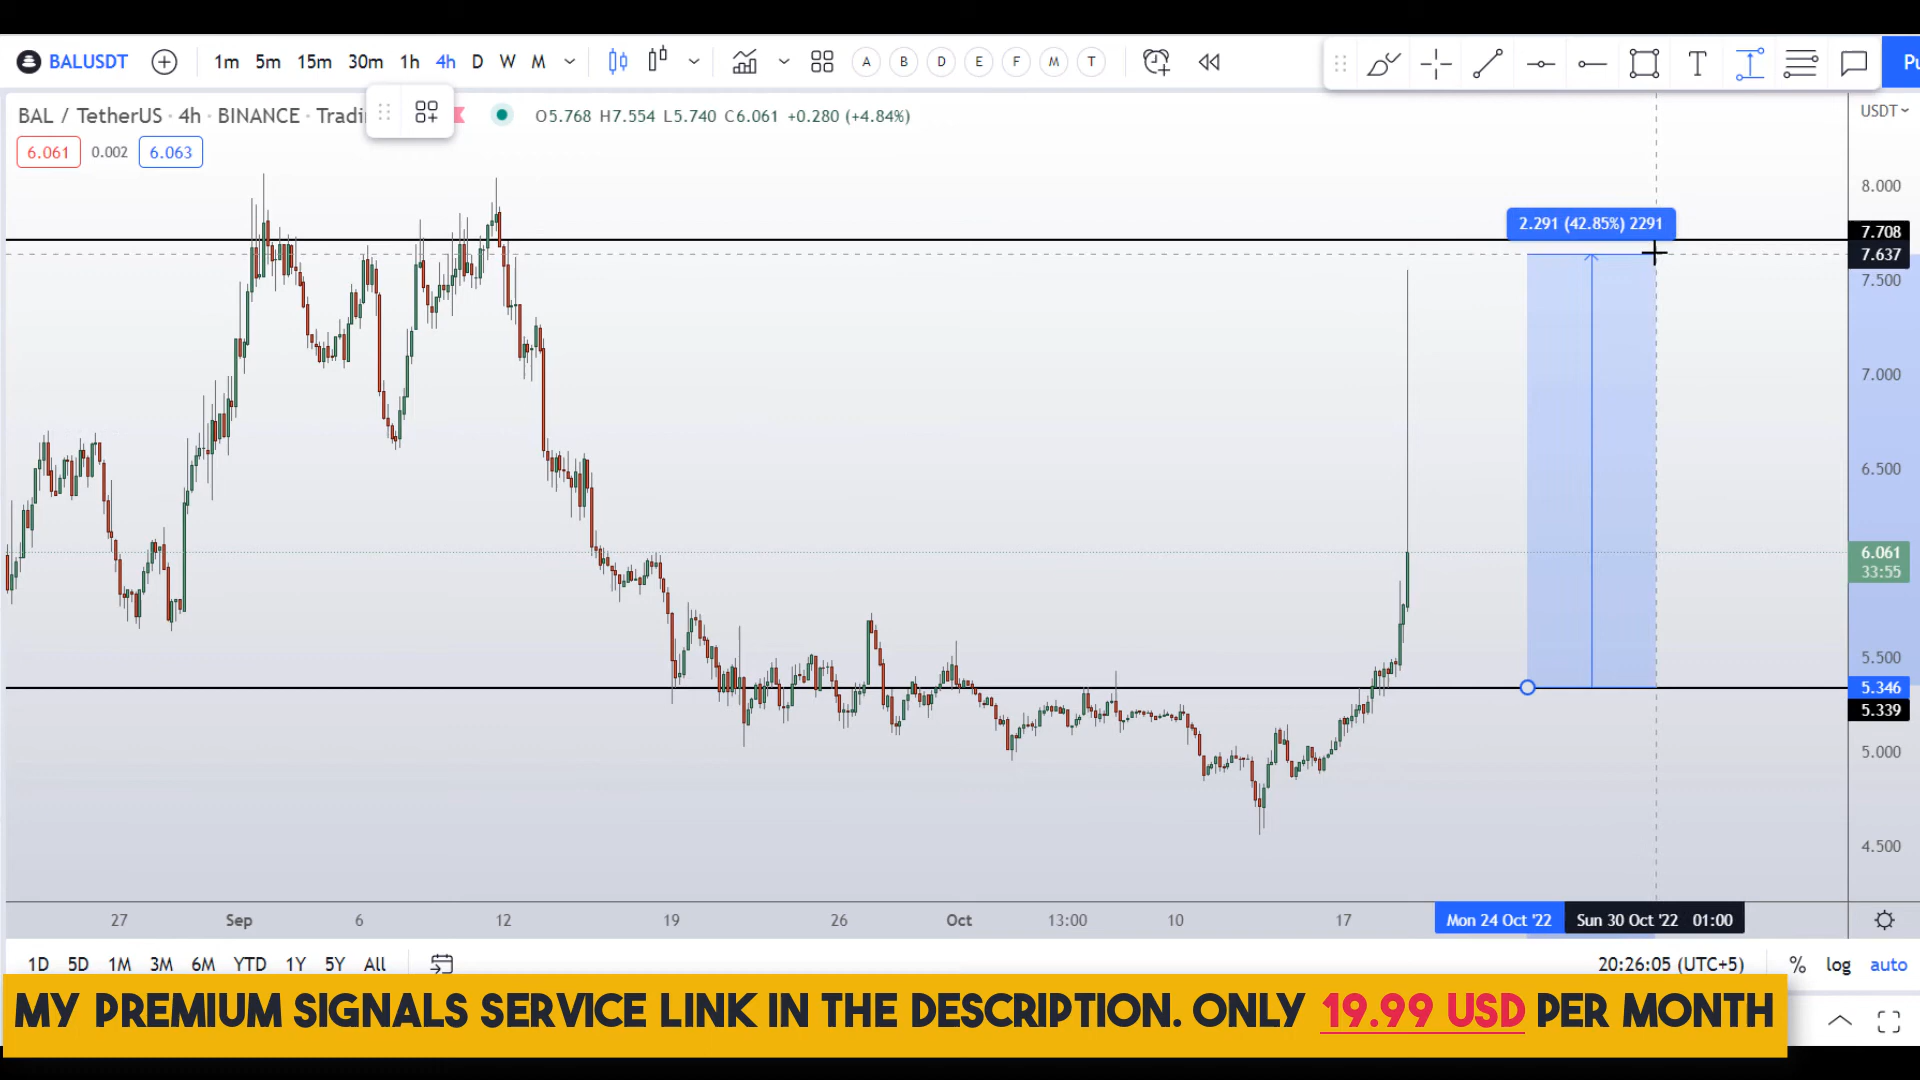 BALUSDT 1m 5m 15m 30m 1h 4h D W M A B D E F M T Pu
BAL / TetherUS · 4h · BINANCE · Tradi O5.768 H7.554 L5.740 C6.061 +0.280 (+4.84%) USDT
6.061 0.002 6.063
8.000
2.291 (42.85%) 2291
7.708
7.637
7.500
7.000
6.500
6.061
33:55
5.500
5.346
5.339
5.000
4.500
27 Sep 6 12 19 26 Oct 13:00 10 17 Mon 24 Oct '22 Sun 30 Oct '22 01:00
1D 5D 1M 3M 6M YTD 1Y 5Y All 20:26:05 (UTC+5) % log auto
MY PREMIUM SIGNALS SERVICE LINK IN THE DESCRIPTION. ONLY 19.99 USD PER MONTH